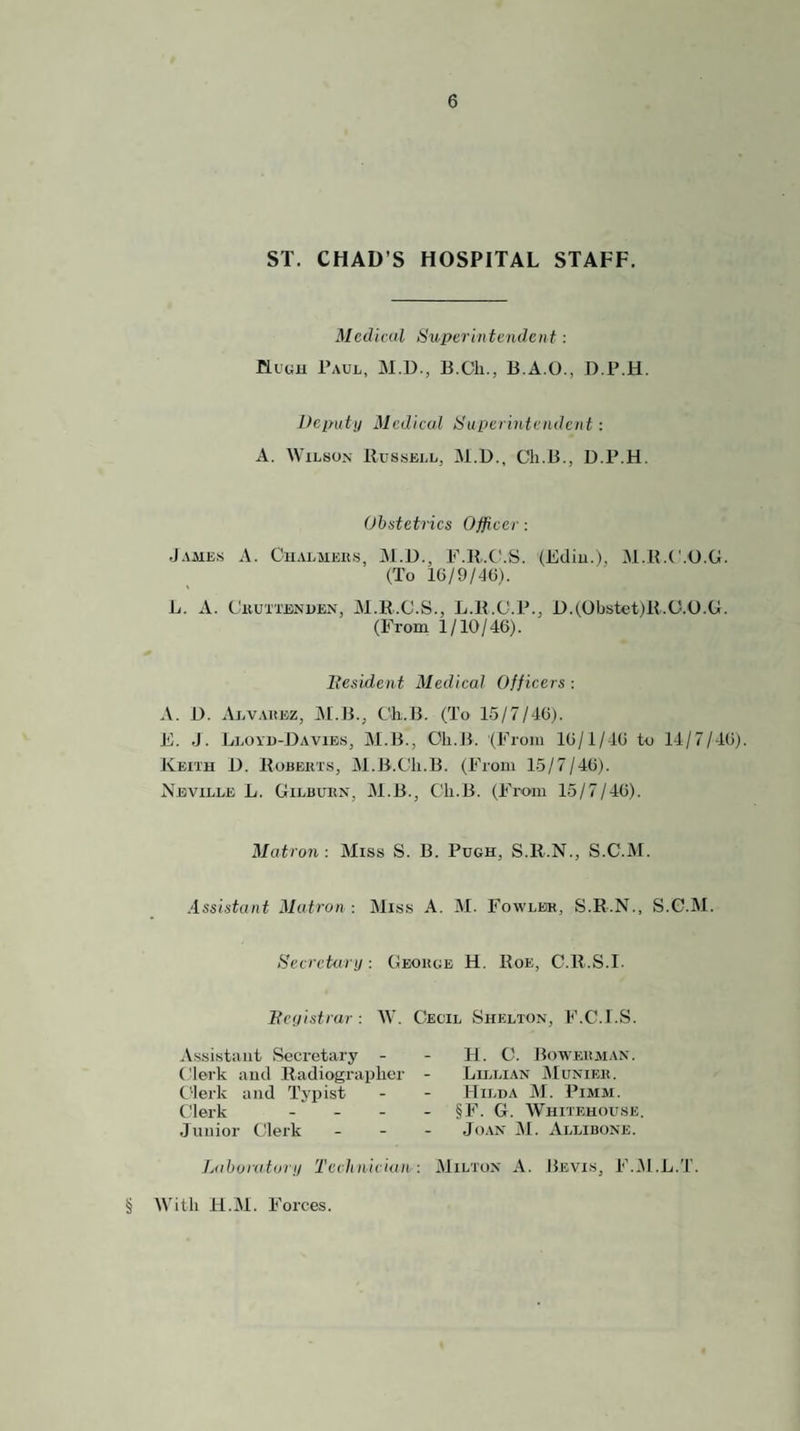 6
ST. CHAD'S HOSPITAL STAFF.
Medical Superintendent :
Hugh Paul, M.D., B.Ch., B.A.O., D.P.H.
Deputy Medical Superintendent :
A. Wilson Russell, M.D., Ch.B., D.P.H.
Obstetrics Officer :
James A. Chalmers, M.D., F.R.C.S. (Edin.), M.R.C.O.G.
(To 16/9/46).
L. A. Cruttenden, M.R.C.S., L.R.C.P., D.(Obstet)R.C.O.G.
(From 1/10/46).
Resident Medical Officers :
A. D. Alvarez, M.B., Ch.B. (To 15/7/46).
E. J. Lloyd-Davies, M.B., Ch.B. (From 16/1/46 to 14/7/46).
Keith D. Roberts, M.B.Ch.B. (From 15/7/46).
Neville L. Gilburn, M.B., Ch.B. (From 15/7/46).
Matron : Miss S. B. Pugh, S.R.N., S.C.M.
Assistant Matron : Miss A. M. Fowler, S.R.N., S.C.M.
Secretary : George H. Roe, C.R.S.I.
Registrar : W. Cecil Shelton, F.C.I.S.
Assistant Secretary - - H. C. Bowerman.
Clerk and Radiographer - Lillian Munier.
Clerk and Typist - - Hilda M. Pimm.
Clerk - - - - §F. G. Whitehouse.
Junior Clerk - - - Joan M. Allibone.
Laboratory Technician : Milton A. Bevis, F.M.L.T.
§ With H.M. Forces.